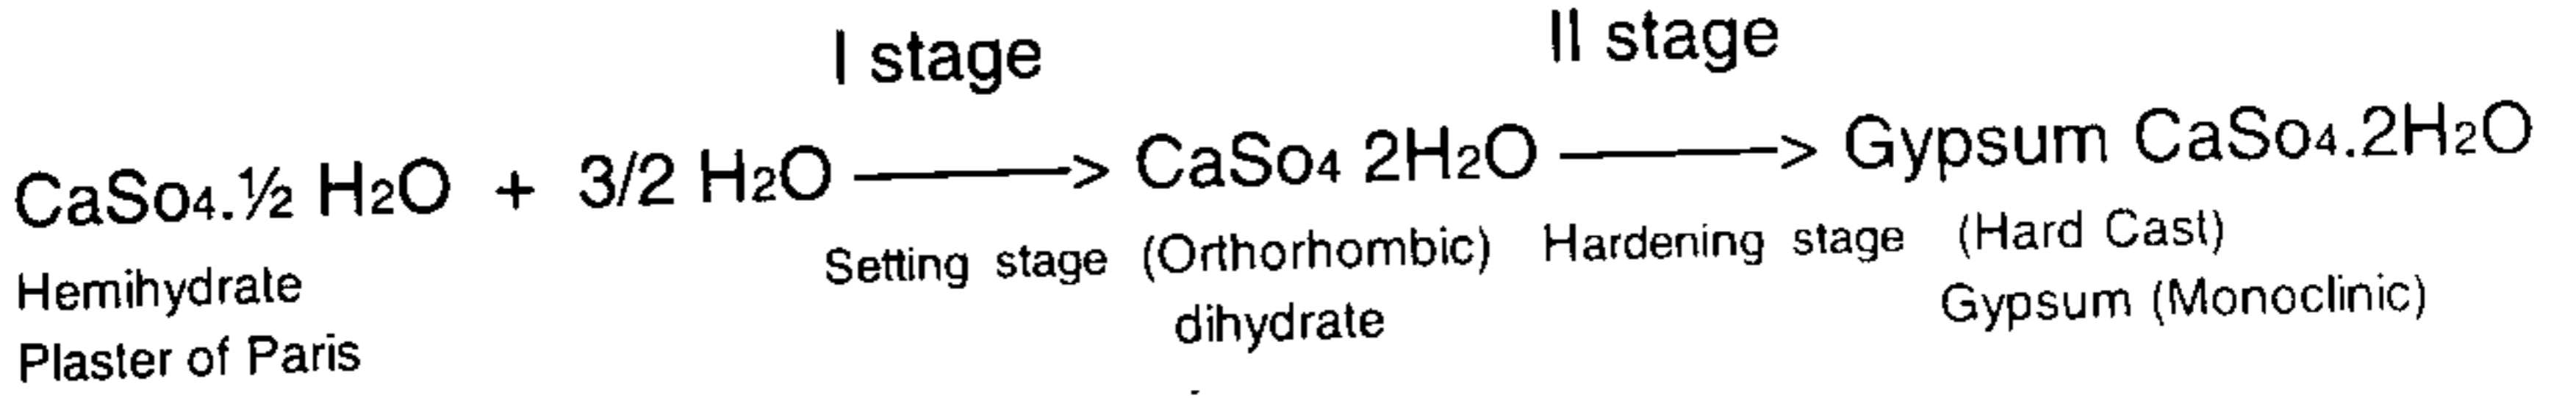 I stage II stage
CaSo4.½ H2O + 3/2 H2O ———> CaSo4 2H2O ———> Gypsum CaSo4.2H2O
Setting stage (Orthorhombic) Hardening stage (Hard Cast)
Hemihydrate dihydrate Gypsum (Monoclinic)
Plaster of Paris